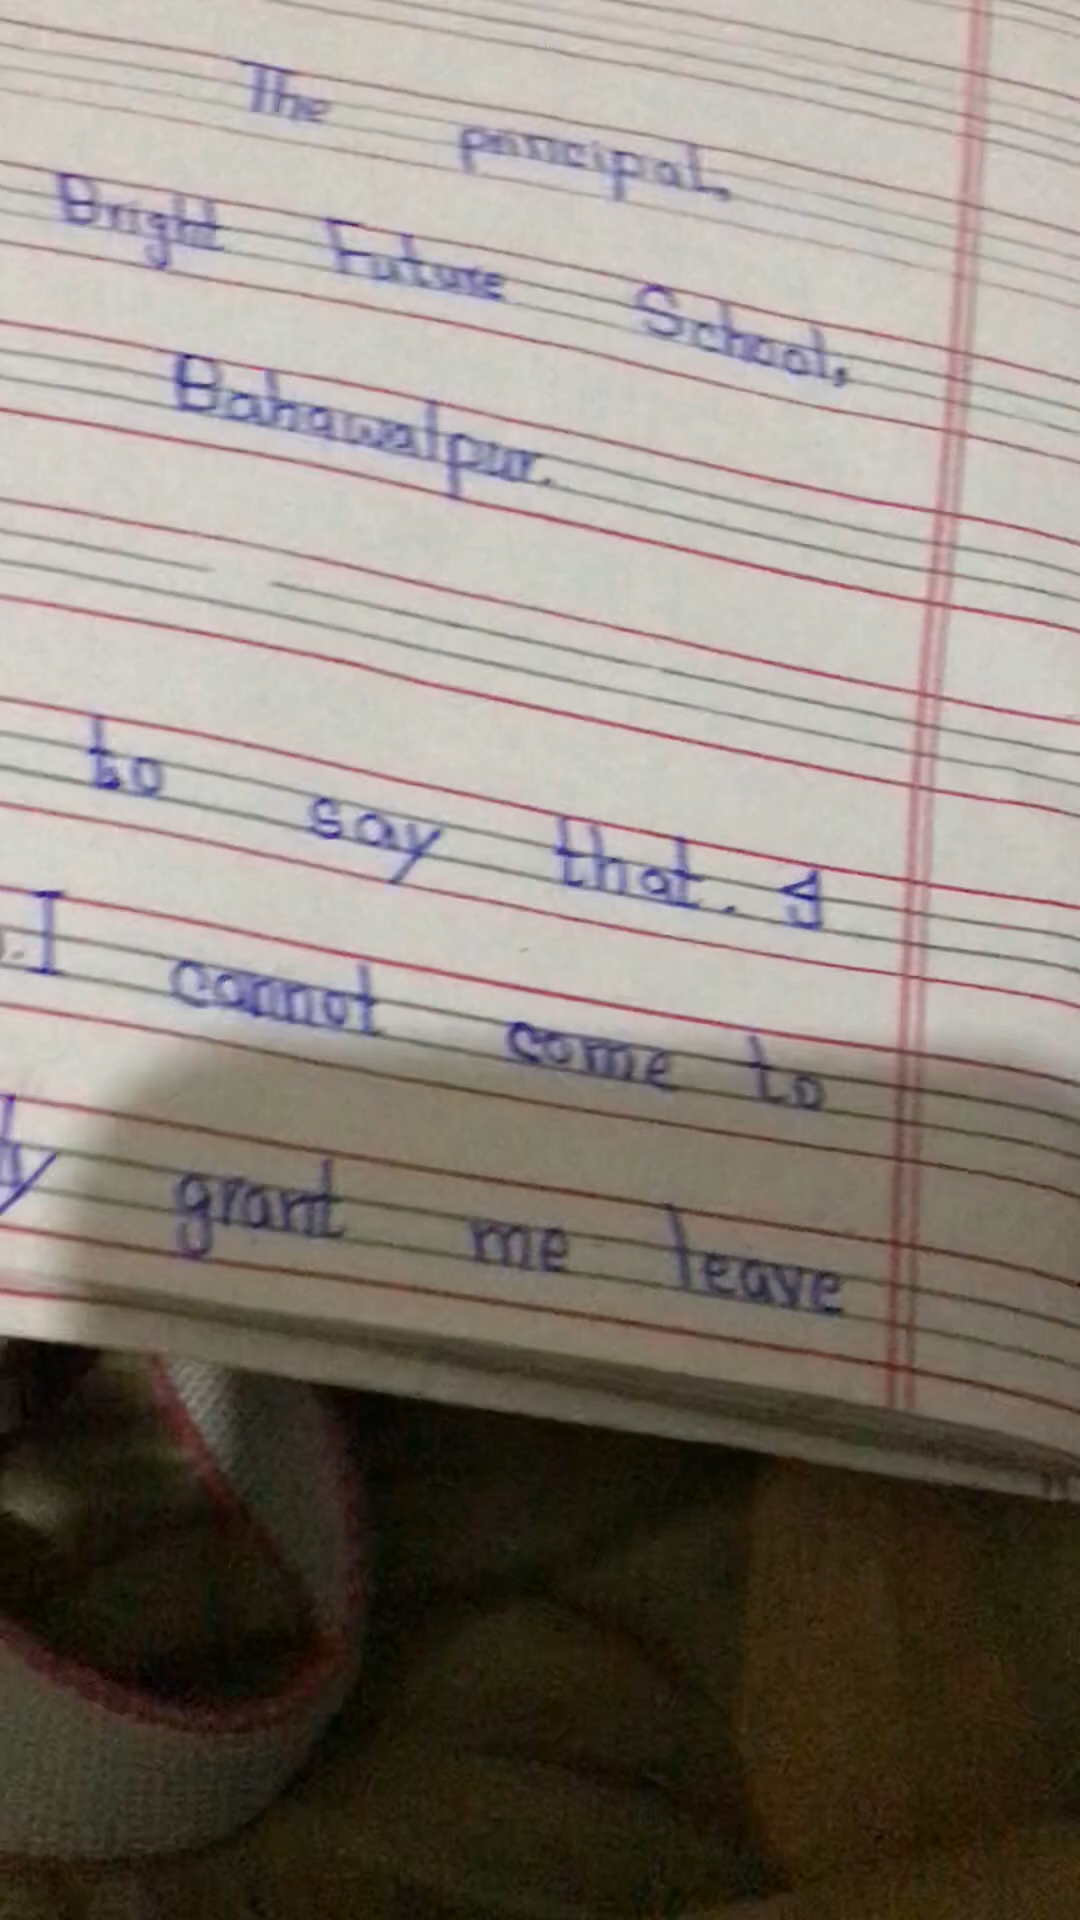 The principal,
Bright Future School,
Bahawalpur.
to say that. I
. I cannot come to
grant me leave